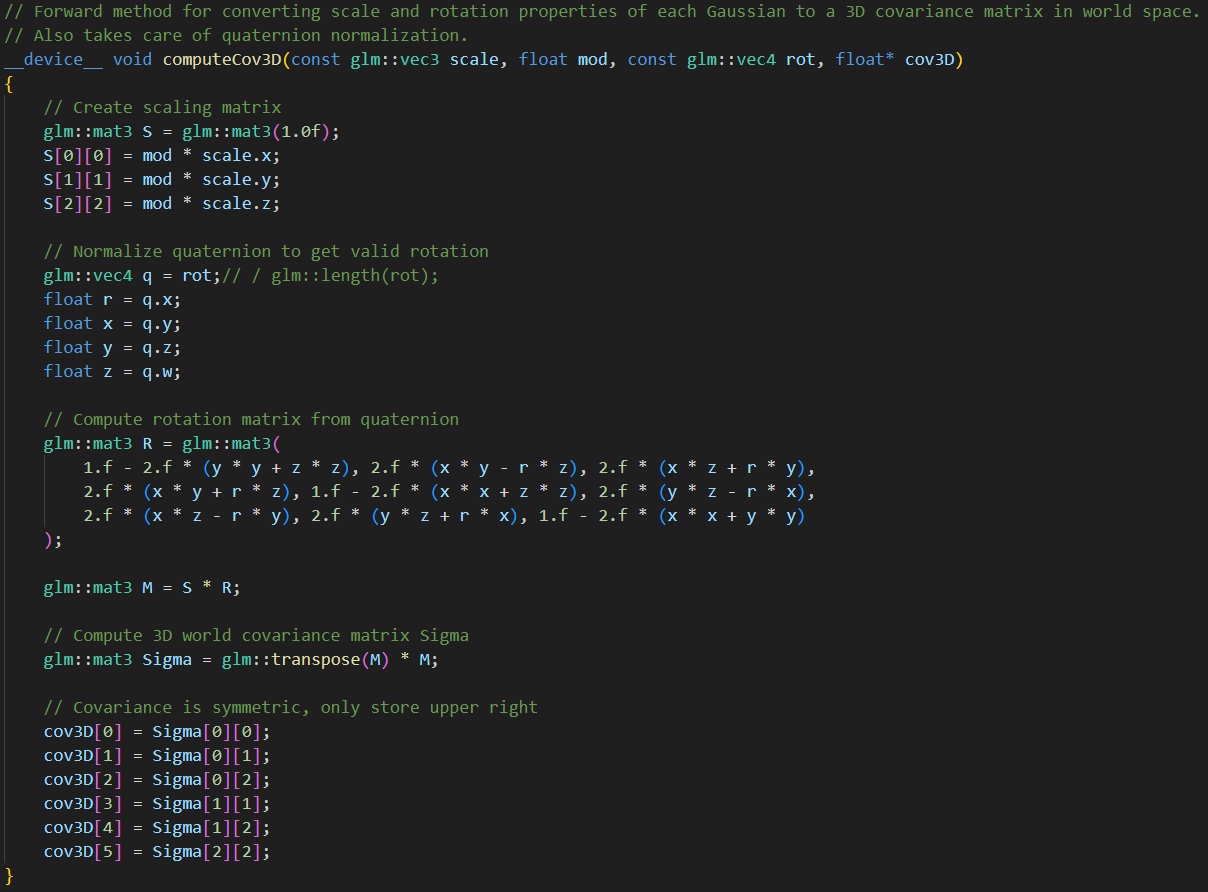 // Forward method for converting scale and rotation properties of each Gaussian to a 3D covariance matrix in world space.
// Also takes care of quaternion normalization.
__device__ void computeCov3D(const glm::vec3 scale, float mod, const glm::vec4 rot, float* cov3D)
{
    // Create scaling matrix
    glm::mat3 S = glm::mat3(1.0f);
    S[0][0] = mod * scale.x;
    S[1][1] = mod * scale.y;
    S[2][2] = mod * scale.z;

    // Normalize quaternion to get valid rotation
    glm::vec4 q = rot;// / glm::length(rot);
    float r = q.x;
    float x = q.y;
    float y = q.z;
    float z = q.w;

    // Compute rotation matrix from quaternion
    glm::mat3 R = glm::mat3(
        1.f - 2.f * (y * y + z * z), 2.f * (x * y - r * z), 2.f * (x * z + r * y),
        2.f * (x * y + r * z), 1.f - 2.f * (x * x + z * z), 2.f * (y * z - r * x),
        2.f * (x * z - r * y), 2.f * (y * z + r * x), 1.f - 2.f * (x * x + y * y)
    );

    glm::mat3 M = S * R;

    // Compute 3D world covariance matrix Sigma
    glm::mat3 Sigma = glm::transpose(M) * M;

    // Covariance is symmetric, only store upper right
    cov3D[0] = Sigma[0][0];
    cov3D[1] = Sigma[0][1];
    cov3D[2] = Sigma[0][2];
    cov3D[3] = Sigma[1][1];
    cov3D[4] = Sigma[1][2];
    cov3D[5] = Sigma[2][2];
}